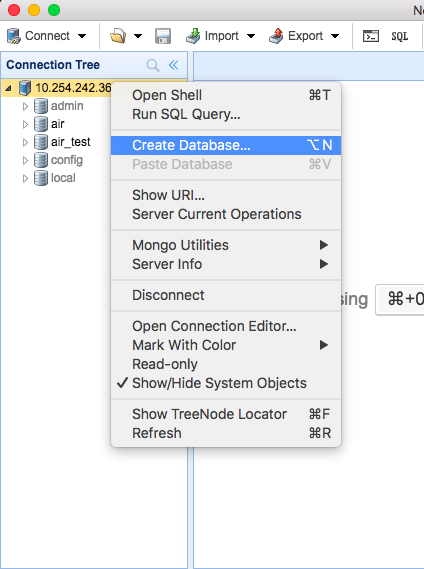 No
Connect
Import
Export
SQL
Connection Tree
10.254.242.36
admin
air
air_test
config
local
Open Shell ⌘T
Run SQL Query...
Create Database... ⌥N
Paste Database ⌘V
Show URI...
Server Current Operations
Mongo Utilities
Server Info
Disconnect
Open Connection Editor...
Mark With Color
Read-only
Show/Hide System Objects
Show TreeNode Locator ⌘F
Refresh ⌘R
sing ⌘+0